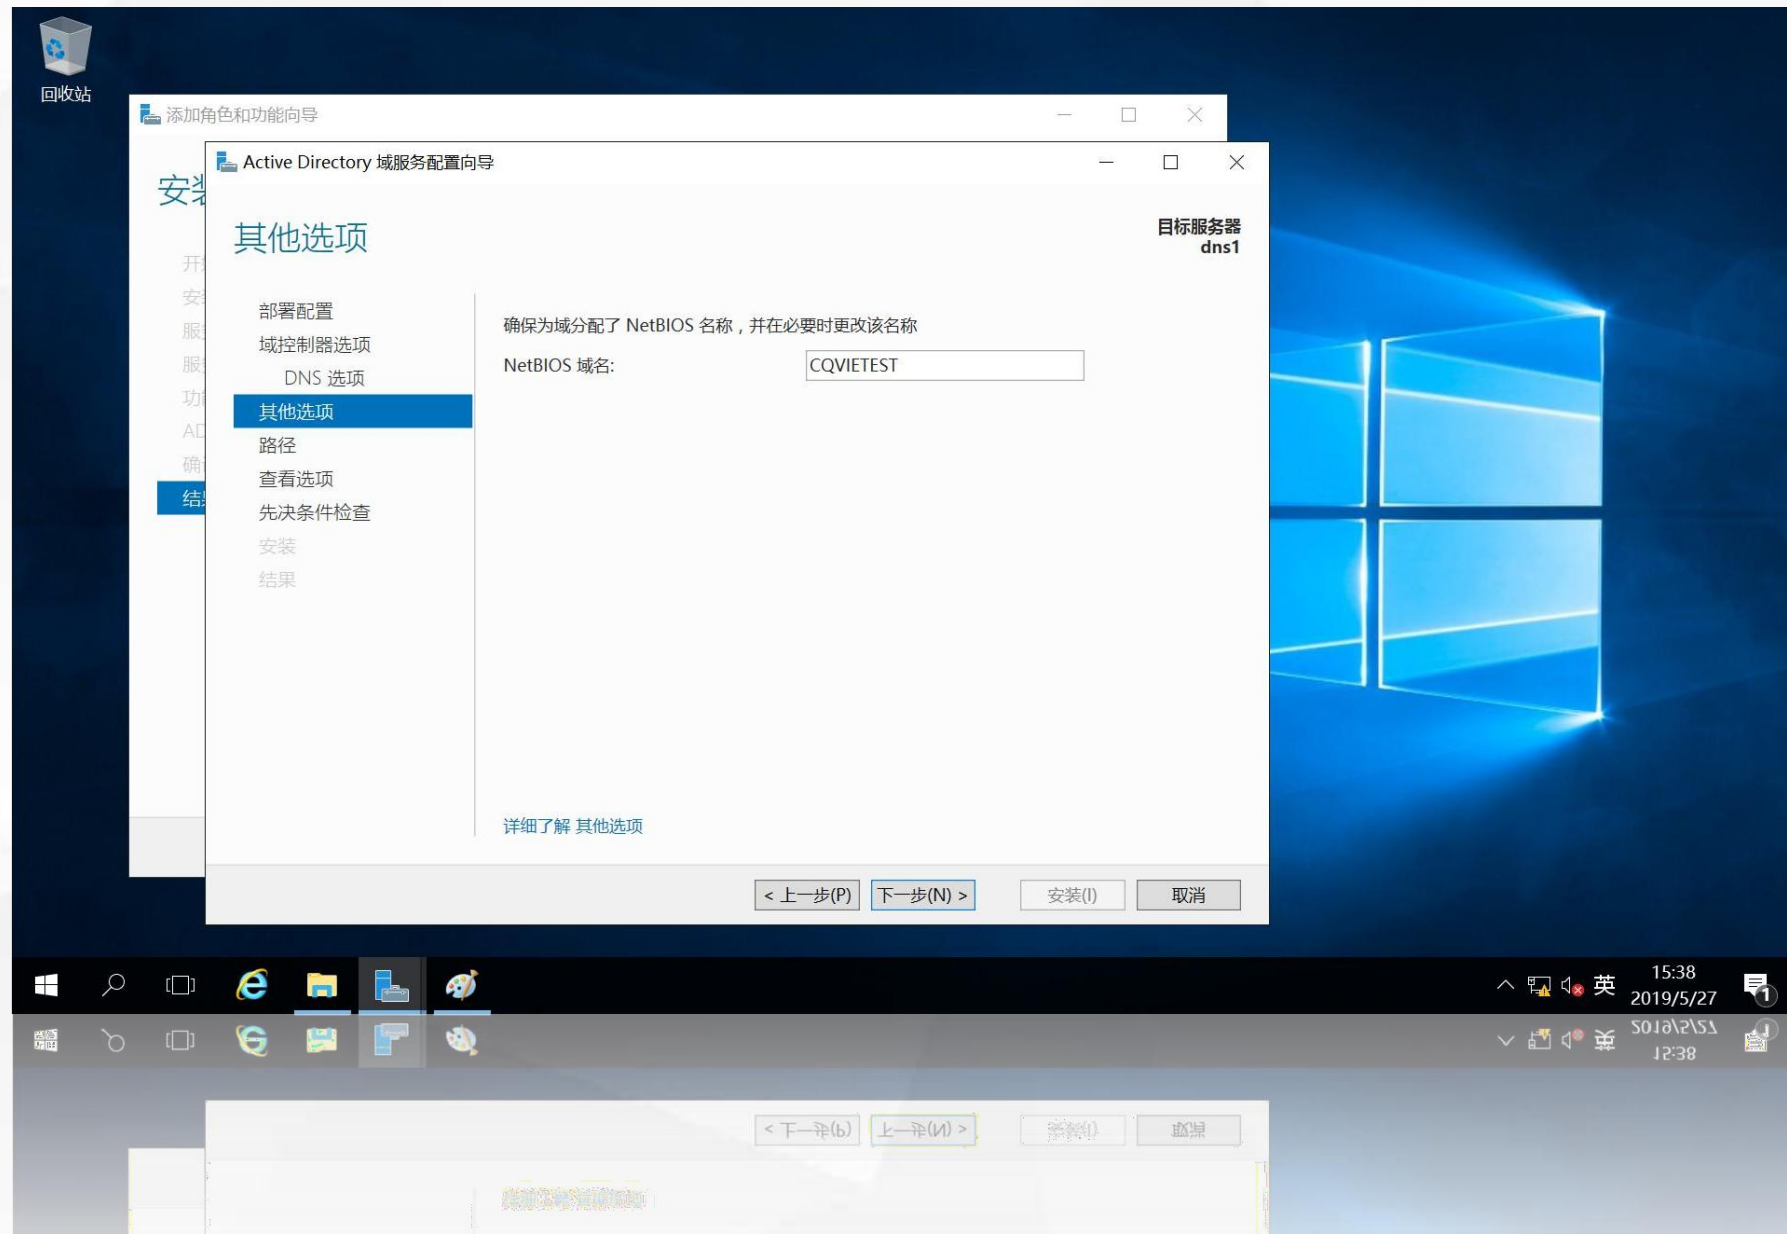 回收站
添加角色和功能向导
Active Directory 域服务配置向导
其他选项
目标服务器
dns1
部署配置
域控制器选项
DNS 选项
其他选项
路径
查看选项
先决条件检查
安装
结果
确保为域分配了 NetBIOS 名称，并在必要时更改该名称
NetBIOS 域名:
CQVIETEST
详细了解 其他选项
< 上一步(P)
下一步(N) >
安装(I)
取消
英
15:38
2019/5/27
1